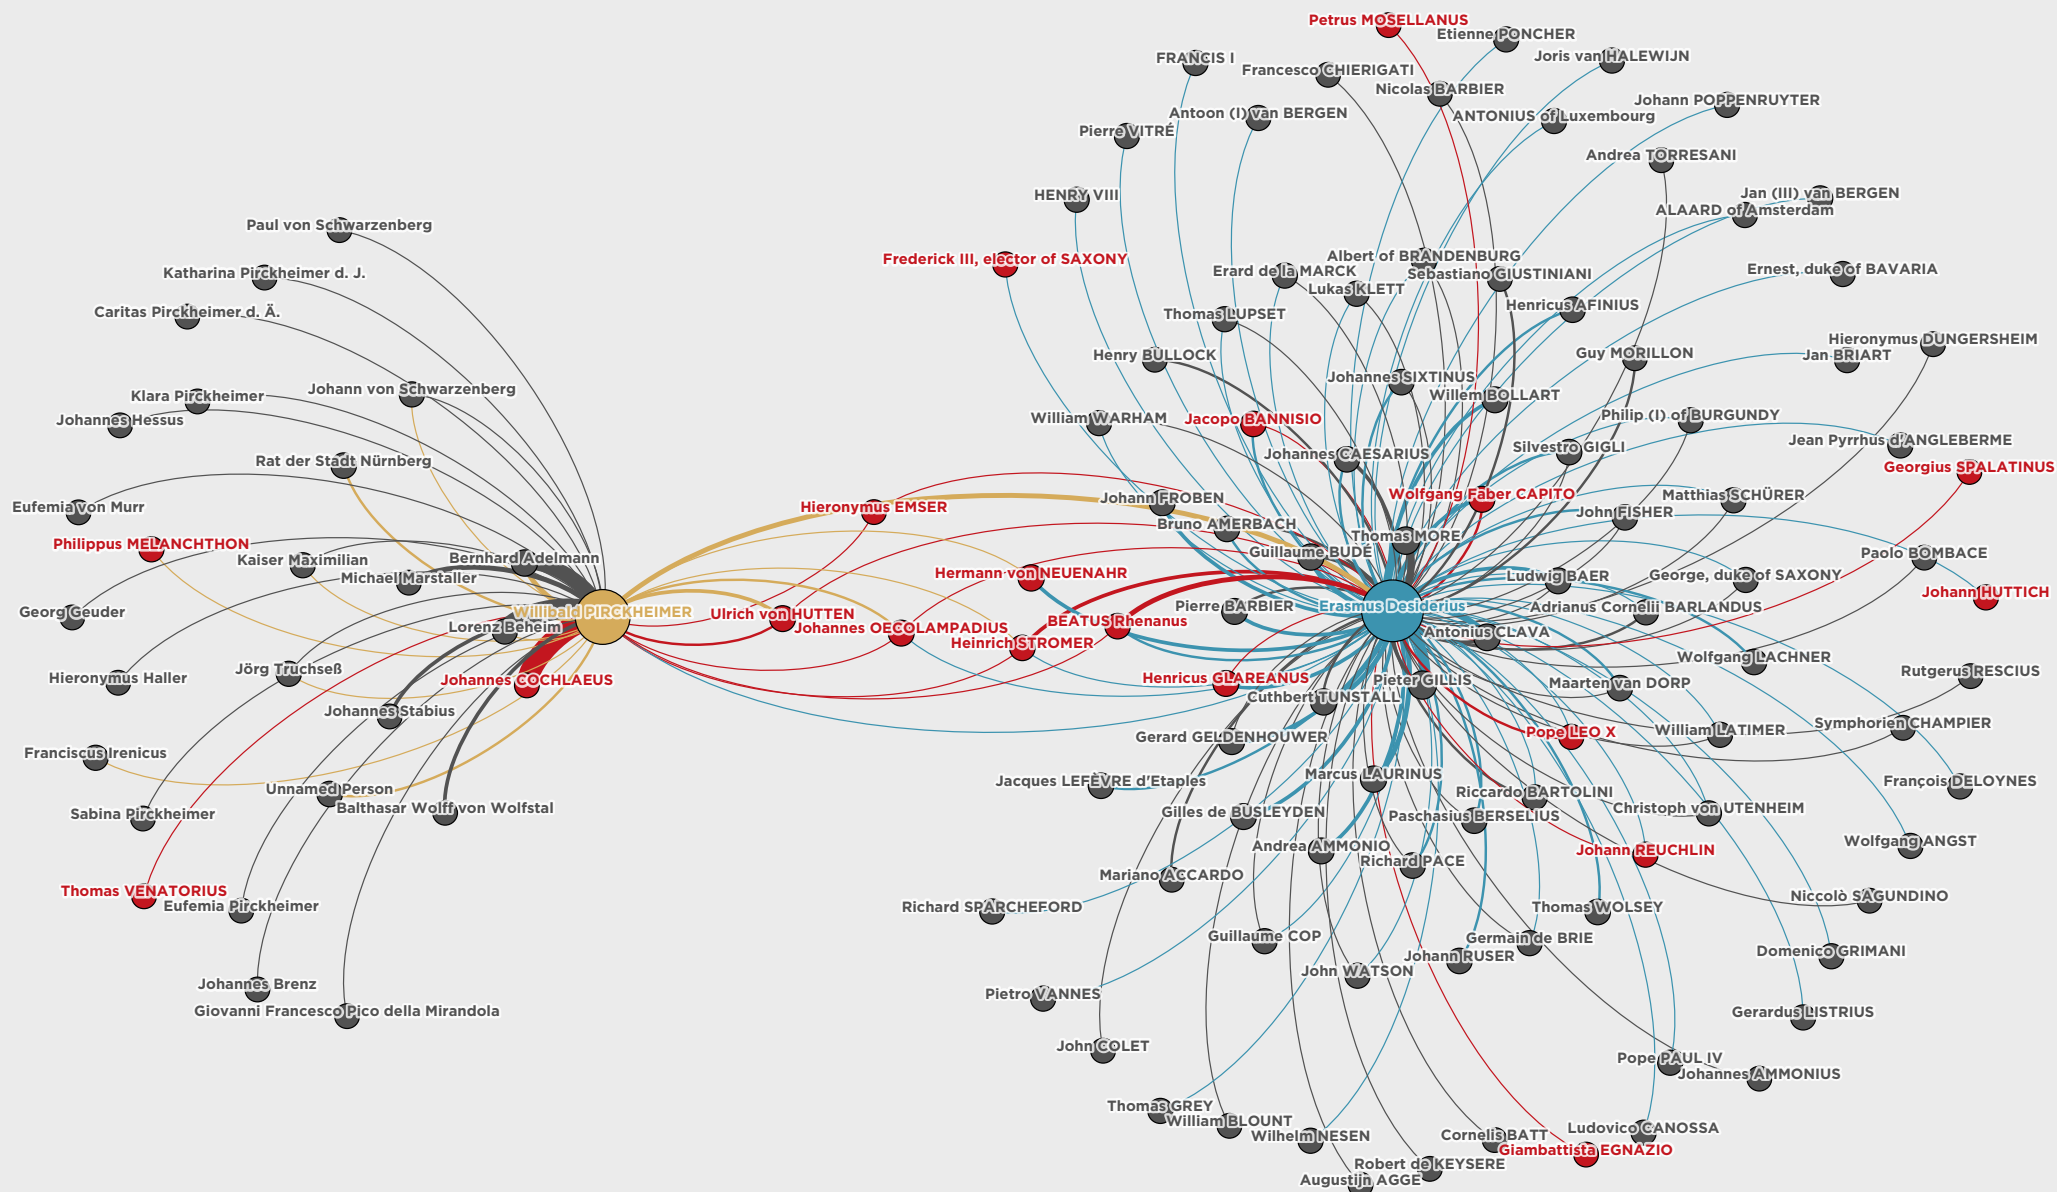 Petrus MOSELLANUS
Etienne PONCHER
FRANCIS I
Joris van HALEWIJN
Francesco CHIERIGATI
Nicolas BARBIER
Johann POPPENRUYTER
Antoon (I) van BERGEN
ANTONIUS of Luxembourg
Pierre VITRÉ
Andrea TORRESANI
HENRY VIII
Jan (III) van BERGEN
ALAARD of Amsterdam
Paul von Schwarzenberg
Frederick III, elector of SAXONY
Albert of BRANDENBURG
Katharina Pirckheimer d. J.
Erard de la MARCK
Sebastiano GIUSTINIANI
Ernest, duke of BAVARIA
Lukas KLETT
Caritas Pirckheimer d. Ä.
Thomas LUPSET
Henricus AFINIUS
Hieronymus DUNGERSHEIM
Henry BULLOCK
Guy MORILLON
Jan BRIART
Johannes SIXTINUS
Johann von Schwarzenberg
Klara Pirckheimer
Willem BOLLART
Johannes Hessus
William WARHAM
Jacopo BANNISIO
Philip (I) of BURGUNDY
Jean Pyrrhus d'ANGLEBERME
Silvestro GIGLI
Johannes CAESARIUS
Rat der Stadt Nürnberg
Georgius SPALATINUS
Wolfgang Faber CAPITO
Matthias SCHÜRER
Johann FROBEN
Eufemia von Murr
Hieronymus EMSER
John FISHER
Bruno AMERBACH
Thomas MORE
Philippus MELANCHTHON
Guillaume BUDÉ
Paolo BOMBACE
Kaiser Maximilian
Bernhard Adelmann
Hermann von NEUENAHR
Michael Marstaller
Ludwig BAER
George, duke of SAXONY
Johann HUTTICH
Georg Geuder
Willibald PIRCKHEIMER
Ulrich von HUTTEN
Pierre BARBIER
Erasmus Desiderius
Adrianus Cornelii BARLANDUS
Lorenz Beheim
Johannes OECOLAMPADIUS
BEATUS Rhenanus
Antonius CLAVA
Heinrich STROMER
Wolfgang LACHNER
Jörg Truchseß
Rutgerus RESCIUS
Hieronymus Haller
Johannes COCHLAEUS
Henricus GLAREANUS
Pieter GILLIS
Maarten van DORP
Cuthbert TUNSTALL
Johannes Stabius
Symphorien CHAMPIER
Gerard GELDENHOUWER
Pope LEO X
William LATIMER
Franciscus Irenicus
Marcus LAURINUS
Jacques LEFÈVRE d'Etaples
François DELOYNES
Unnamed Person
Riccardo BARTOLINI
Balthasar Wolff von Wolfstal
Christoph von UTENHEIM
Sabina Pirckheimer
Gilles de BUSLEYDEN
Paschasius BERSELIUS
Wolfgang ANGST
Andrea AMMONIO
Johann REUCHLIN
Richard PACE
Mariano ACCARDO
Thomas VENATORIUS
Niccolò SAGUNDINO
Eufemia Pirckheimer
Richard SPARCHEFORD
Thomas WOLSEY
Guillaume COP
Germain de BRIE
Johann RUSER
Domenico GRIMANI
John WATSON
Johannes Brenz
Pietro VANNES
Giovanni Francesco Pico della Mirandola
Gerardus LISTRIUS
John COLET
Pope PAUL IV
Johannes AMMONIUS
Thomas GREY
William BLOUNT
Ludovico CANOSSA
Wilhelm NESEN
Cornelis BATT
Giambattista EGNAZIO
Robert de KEYSERE
Augustijn AGGE